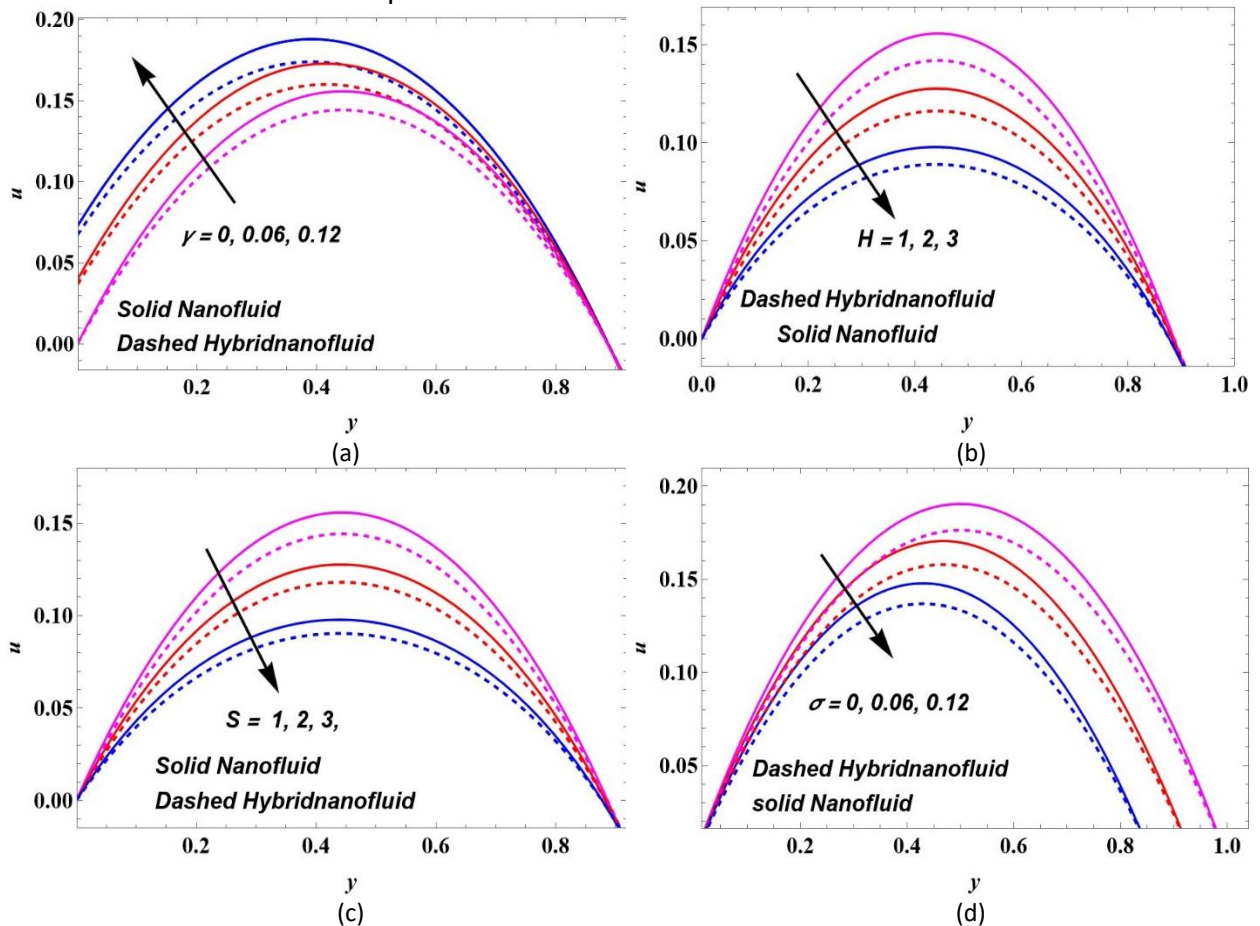 0.20
0.15
0.10
0.05
0.00
u
γ = 0, 0.06, 0.12
Solid Nanofluid
Dashed Hybridnanofluid
0.2 0.4 0.6 0.8
y
(a)
0.15
0.10
0.05
0.00
u
H = 1, 2, 3
Dashed Hybridnanofluid
Solid Nanofluid
0.0 0.2 0.4 0.6 0.8 1.0
y
(b)
0.15
0.10
0.05
0.00
u
S = 1, 2, 3,
Solid Nanofluid
Dashed Hybridnanofluid
0.2 0.4 0.6 0.8
y
(c)
0.20
0.15
0.10
0.05
u
σ = 0, 0.06, 0.12
Dashed Hybridnanofluid
solid Nanofluid
0.2 0.4 0.6 0.8 1.0
y
(d)